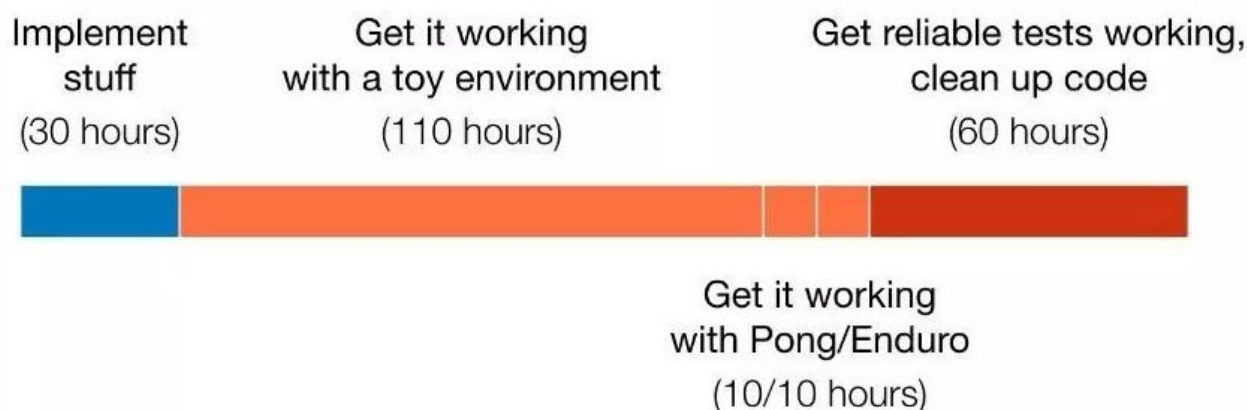 Implement
stuff
(30 hours)
Get it working
with a toy environment
(110 hours)
Get reliable tests working,
clean up code
(60 hours)
Get it working
with Pong/Enduro
(10/10 hours)